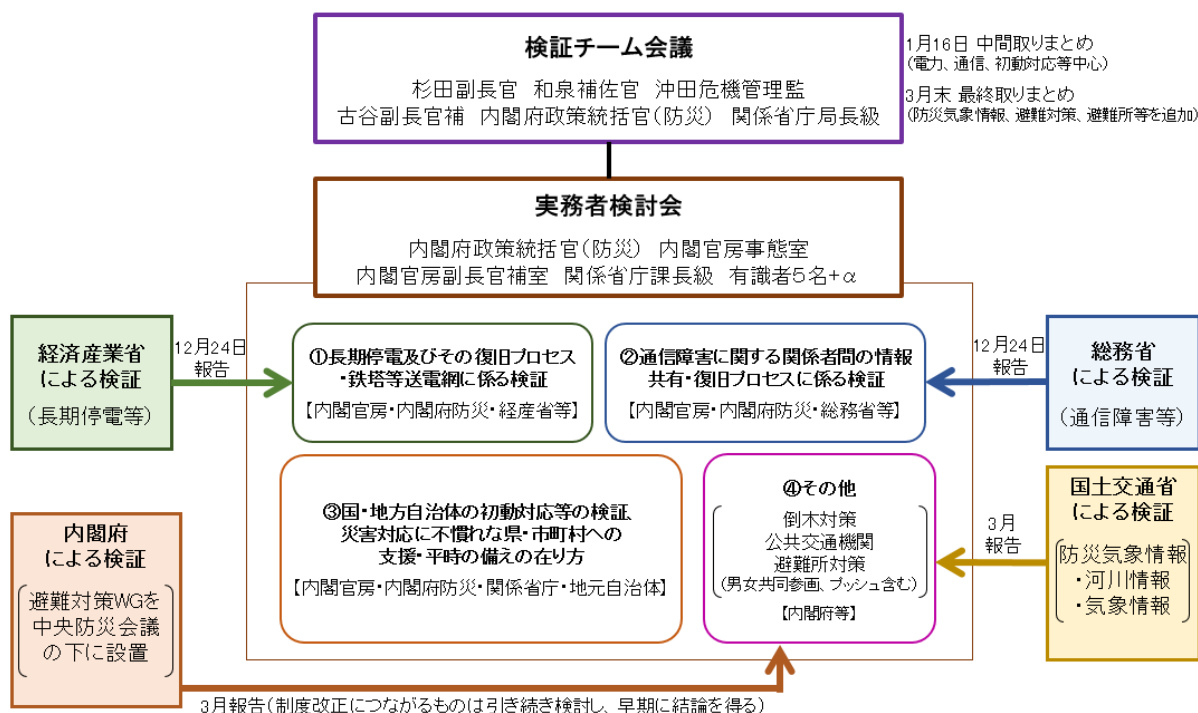 検証チーム会議
杉田副長官 和泉補佐官 沖田危機管理監
古谷副長官補 内閣府政策統括官(防災) 関係省庁局長級
1月16日 中間取りまとめ
(電力、通信、初動対応等中心)
3月末 最終取りまとめ
(防災気象情報、避難対策、避難所等を追加)
実務者検討会
内閣府政策統括官(防災) 内閣官房事態室
内閣官房副長官補室 関係省庁課長級 有識者5名+α
経済産業省
による検証
(長期停電等)
12月24日
報告
①長期停電及びその復旧プロセス
・鉄塔等送電網に係る検証
【内閣官房・内閣府防災・経産省等】
②通信障害に関する関係者間の情報
共有・復旧プロセスに係る検証
【内閣官房・内閣府防災・総務省等】
12月24日
報告
総務省
による検証
(通信障害等)
内閣府
による検証
避難対策WGを
中央防災会議
の下に設置
③国・地方自治体の初動対応等の検証、
災害対応に不慣れな県・市町村への
支援・平時の備えの在り方
【内閣官房・内閣府防災・関係省庁・地元自治体】
④その他
倒木対策
公共交通機関
避難所対策
(男女共同参画、プッシュ含む)
【内閣府等】
3月
報告
国土交通省
による検証
防災気象情報
・河川情報
・気象情報
3月報告(制度改正につながるものは引き続き検討し、早期に結論を得る)